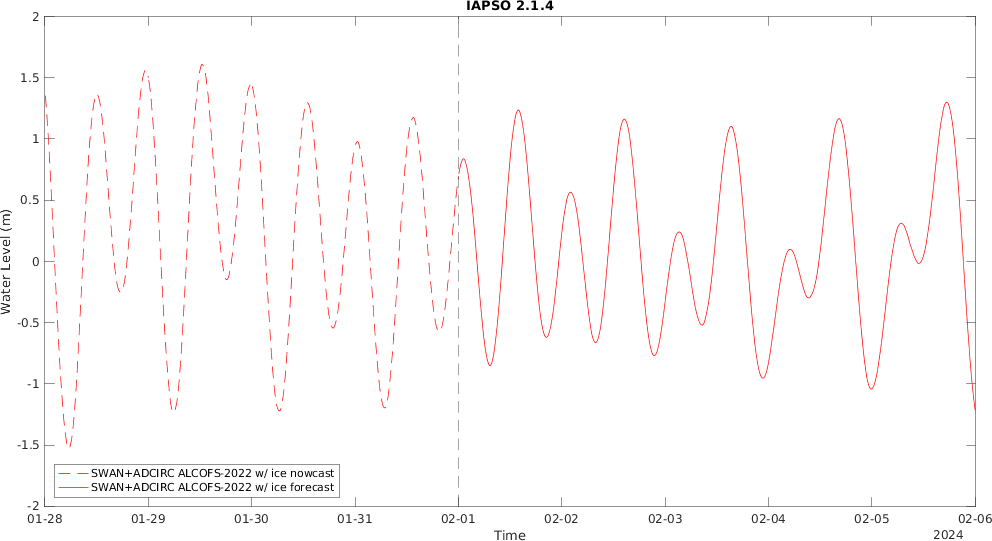 IAPSO 2.1.4
2
1.5
1
0.5
0
-0.5
-1
-1.5
-2
Water Level (m)
SWAN+ADCIRC ALCOFS-2022 w/ ice nowcast
SWAN+ADCIRC ALCOFS-2022 w/ ice forecast
01-28 01-29 01-30 01-31 02-01 02-02 02-03 02-04 02-05 02-06
Time
2024